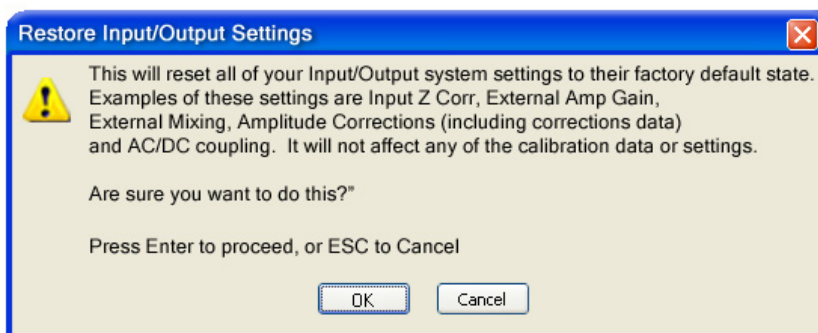 Restore Input/Output Settings
This will reset all of your Input/Output system settings to their factory default state.
Examples of these settings are Input Z Corr, External Amp Gain,
External Mixing, Amplitude Corrections (including corrections data)
and AC/DC coupling.  It will not affect any of the calibration data or settings.
Are sure you want to do this?”
Press Enter to proceed, or ESC to Cancel
OK
Cancel